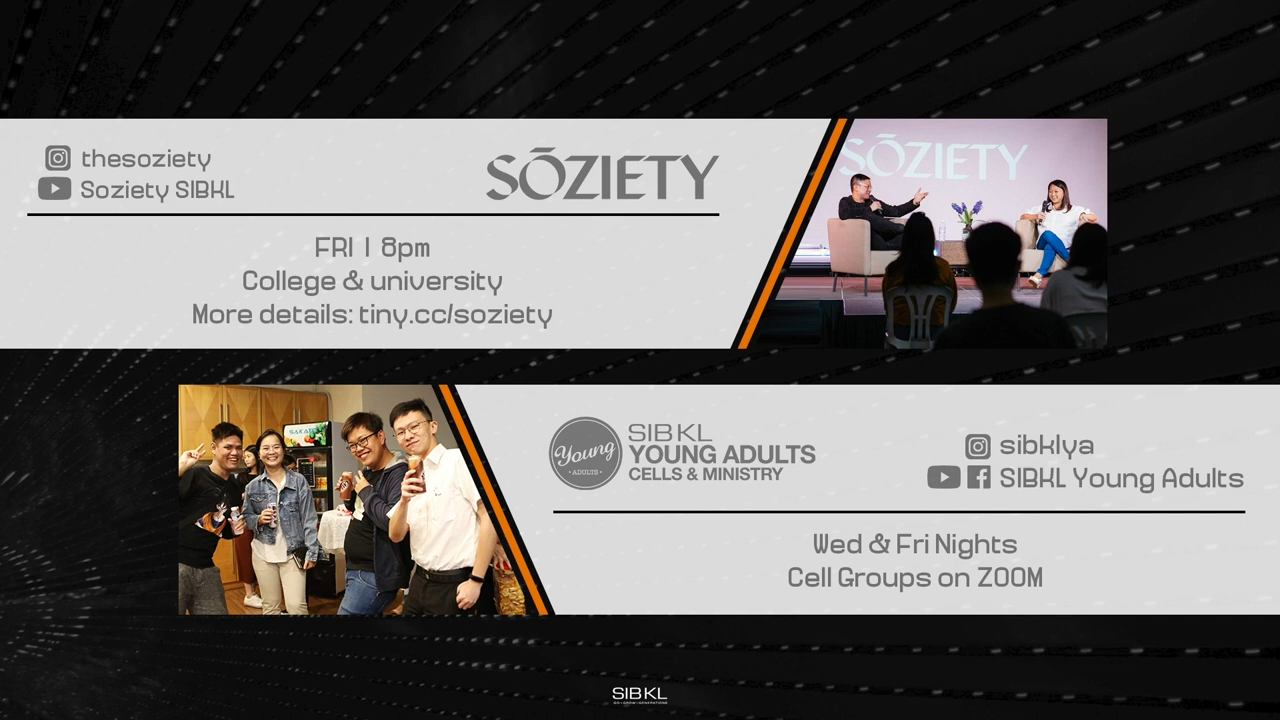 thesoziety
Soziety SIBKL
SŌZIETY
FRI | 8pm
College & university
More details: tiny.cc/soziety
SŌZIETY
SAKATO
Young
ADULTS
SIBKL
YOUNG ADULTS
CELLS & MINISTRY
sibklya
SIBKL Young Adults
Wed & Fri Nights
Cell Groups on ZOOM
SIBKL